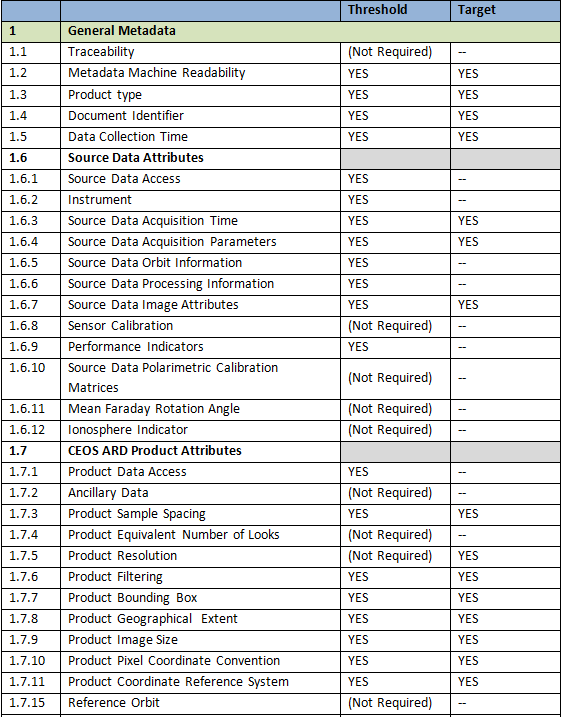 Threshold Target
1 General Metadata
1.1 Traceability (Not Required) --
1.2 Metadata Machine Readability YES YES
1.3 Product type YES YES
1.4 Document Identifier YES YES
1.5 Data Collection Time YES YES
1.6 Source Data Attributes
1.6.1 Source Data Access YES --
1.6.2 Instrument YES --
1.6.3 Source Data Acquisition Time YES YES
1.6.4 Source Data Acquisition Parameters YES YES
1.6.5 Source Data Orbit Information YES --
1.6.6 Source Data Processing Information YES --
1.6.7 Source Data Image Attributes YES YES
1.6.8 Sensor Calibration (Not Required) --
1.6.9 Performance Indicators YES --
1.6.10 Source Data Polarimetric Calibration
Matrices (Not Required) --
1.6.11 Mean Faraday Rotation Angle (Not Required) --
1.6.12 Ionosphere Indicator (Not Required) --
1.7 CEOS ARD Product Attributes
1.7.1 Product Data Access YES --
1.7.2 Ancillary Data (Not Required) --
1.7.3 Product Sample Spacing YES YES
1.7.4 Product Equivalent Number of Looks (Not Required) --
1.7.5 Product Resolution (Not Required) YES
1.7.6 Product Filtering YES YES
1.7.7 Product Bounding Box YES YES
1.7.8 Product Geographical Extent YES YES
1.7.9 Product Image Size YES YES
1.7.10 Product Pixel Coordinate Convention YES YES
1.7.11 Product Coordinate Reference System YES YES
1.7.15 Reference Orbit (Not Required) --